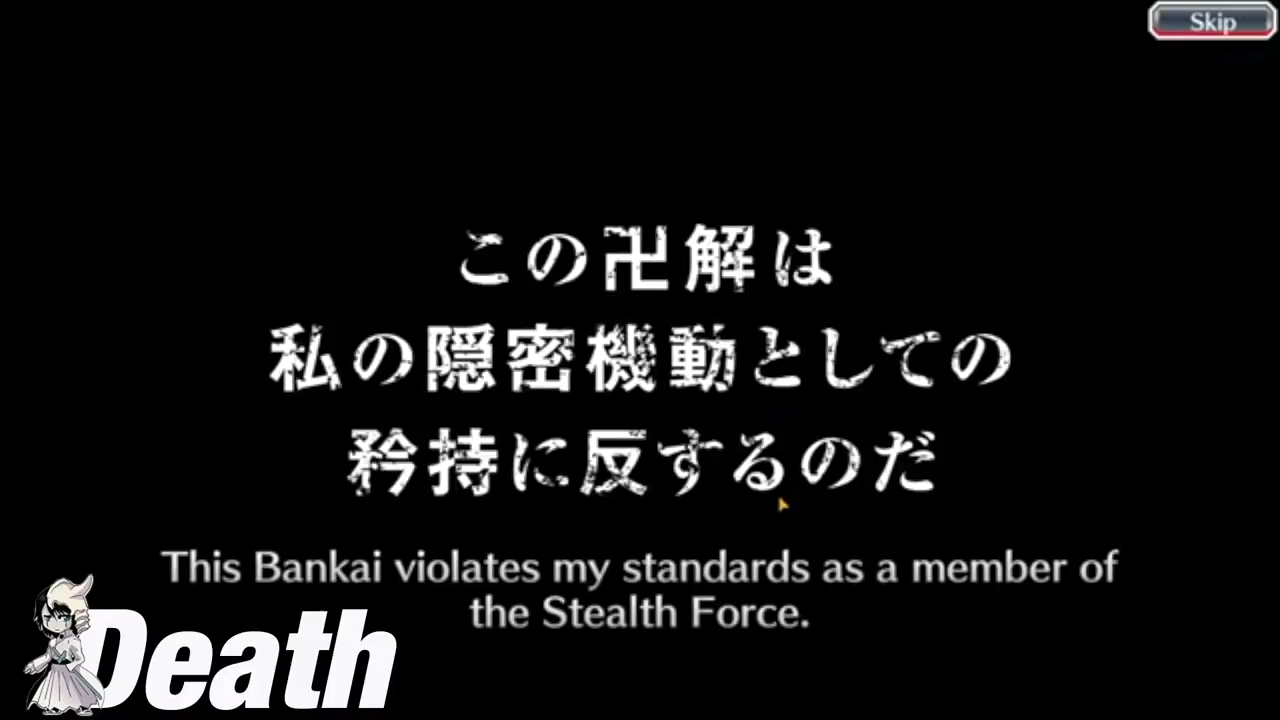 Skip
この卍解は
私の隠密機動としての
矜持に反するのだ
This Bankai violates my standards as a member of
the Stealth Force.
Death